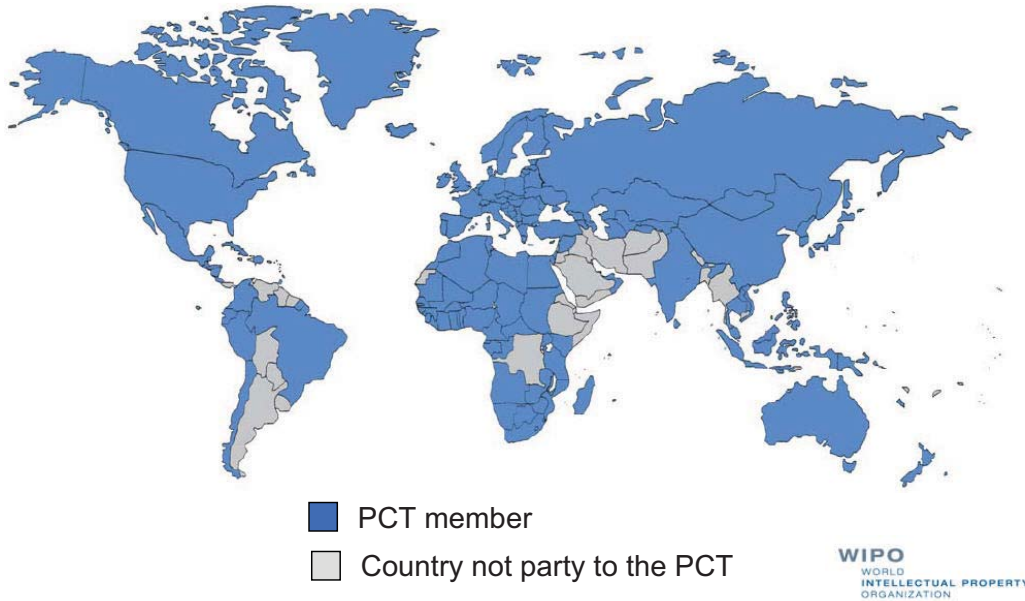 PCT member
Country not party to the PCT
WIPO
WORLD
INTELLECTUAL PROPERTY
ORGANIZATION